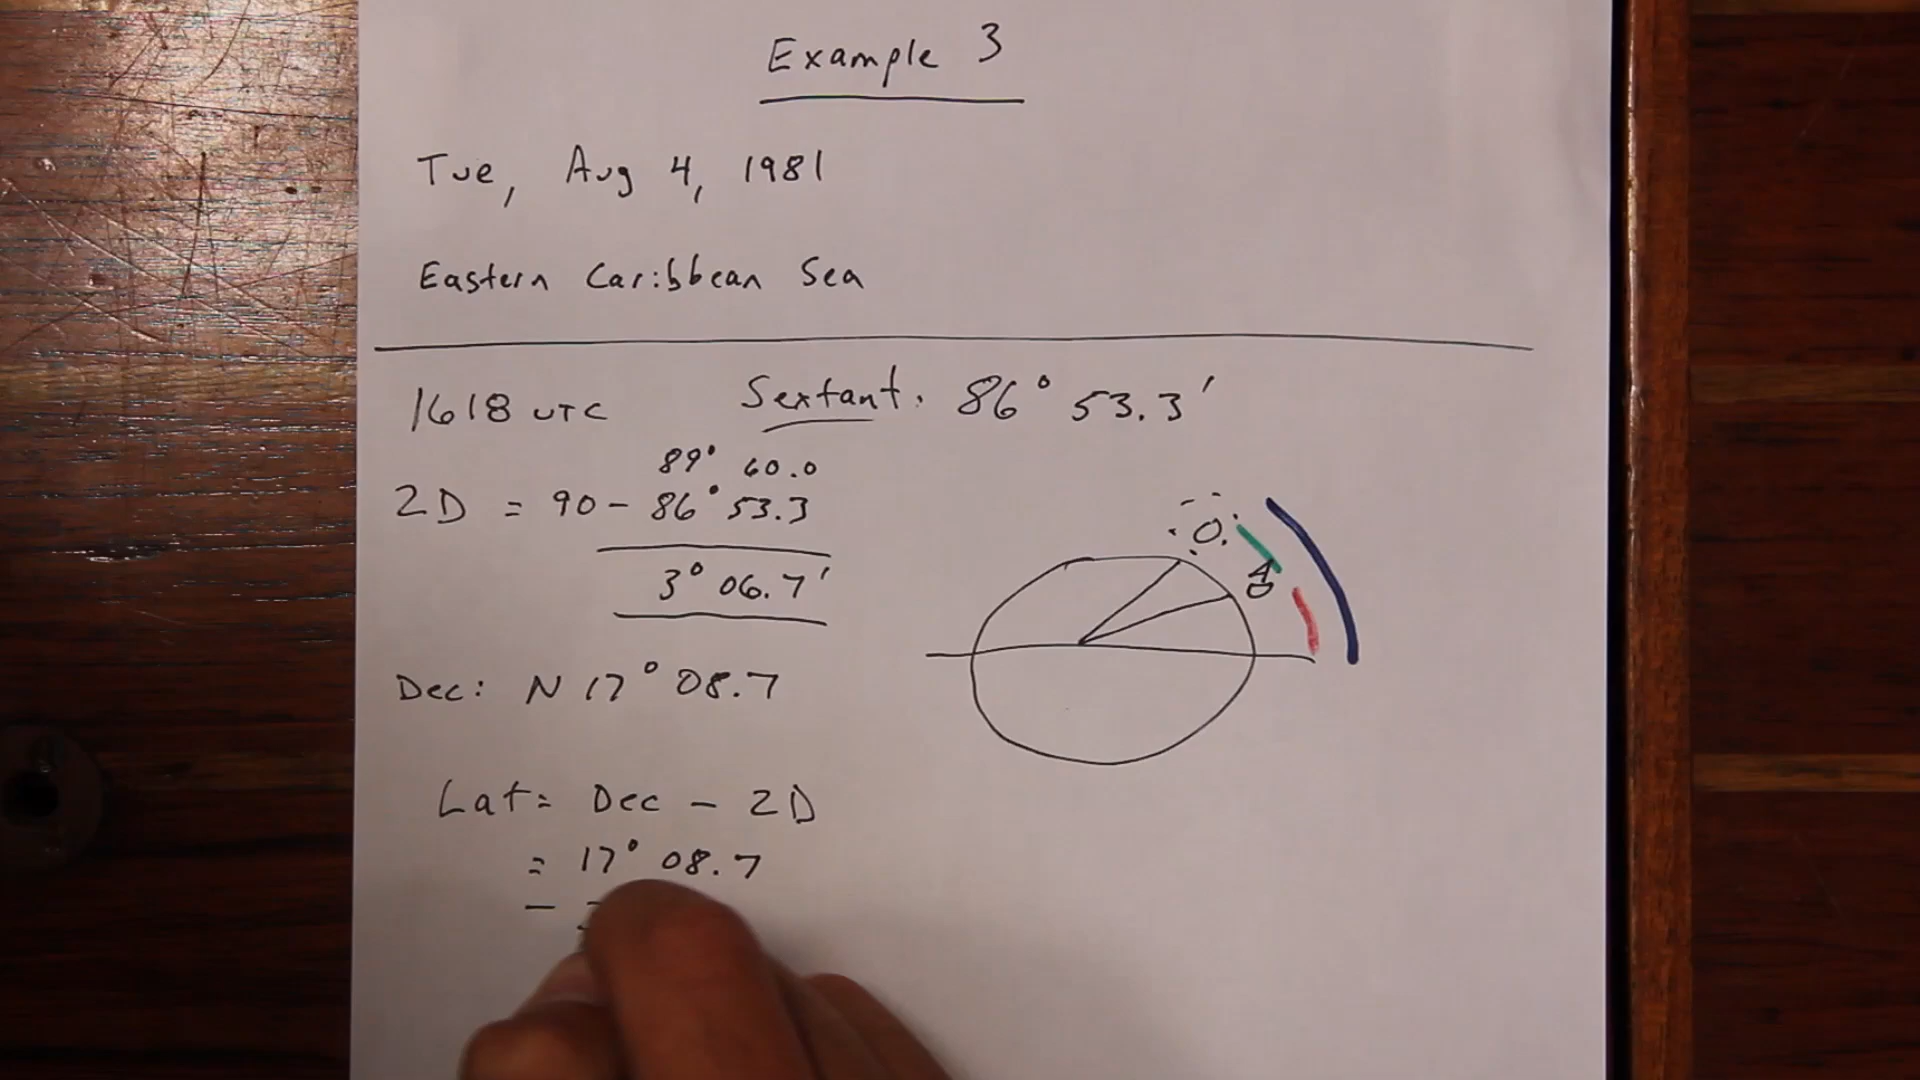 Example 3
Tue, Aug 4, 1981
Eastern Caribbean Sea
1618 UTC Sextant. 86° 53.3'
89° 60.0
ZD = 90 - 86° 53.3
3° 06.7'
Dec: N 17° 08.7
Lat = Dec - ZD
= 17° 08.7
-